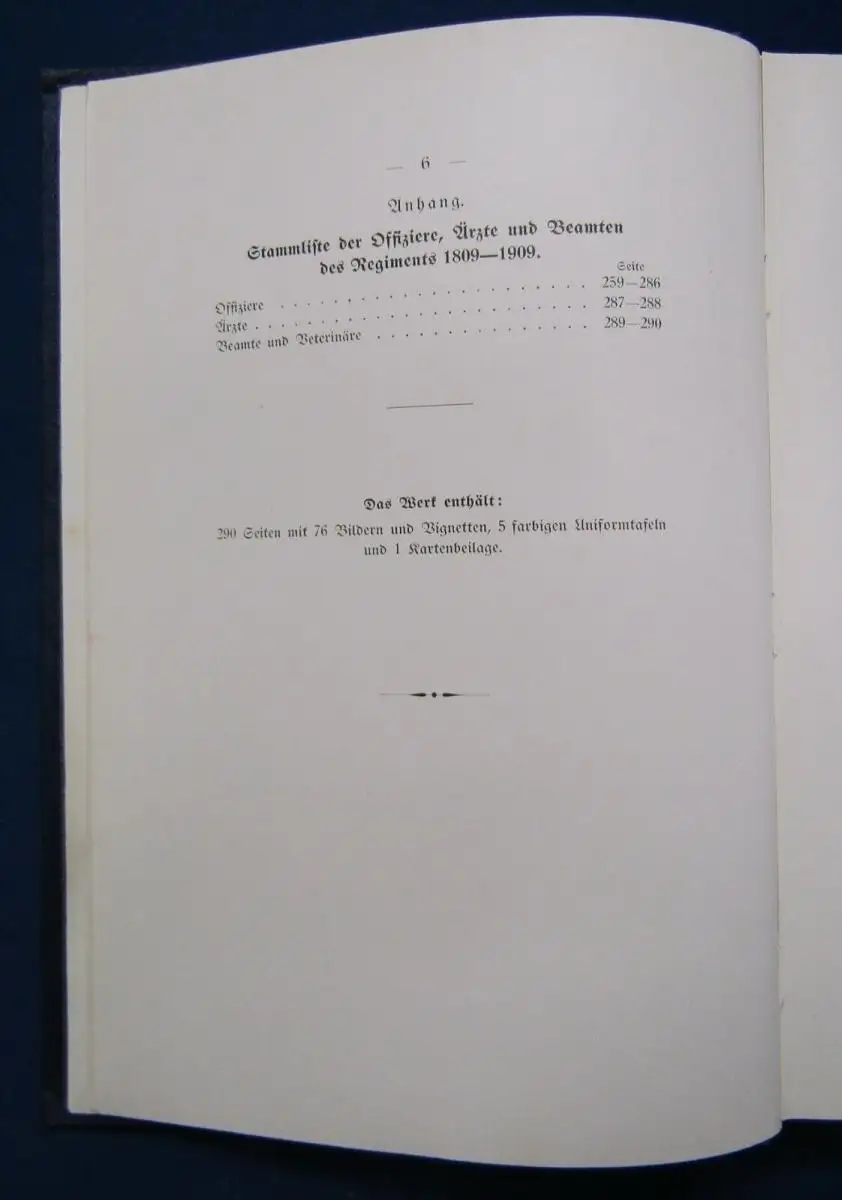 — 6 —
Anhang.
Stammliste der Offiziere, Ärzte und Beamten
des Regiments 1809—1909.
Seite
Offiziere . . . . . . . . . . . . . . . . . . . . 259—286
Ärzte . . . . . . . . . . . . . . . . . . . . . 287—288
Beamte und Veterinäre . . . . . . . . . . . . . . 289—290
Das Werk enthält:
290 Seiten mit 76 Bildern und Vignetten, 5 farbigen Uniformtafeln
und 1 Kartenbeilage.